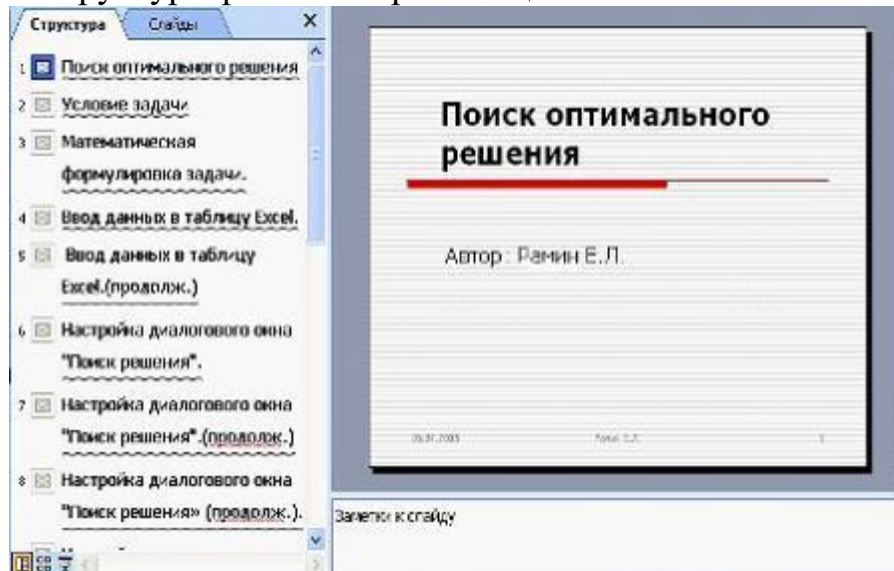 Структура Слайды X
1 Поиск оптимального решения
2 Условие задачи
3 Математическая
формулировка задачи.
4 Ввод данных в таблицу Excel.
5 Ввод данных в таблицу
Excel.(продолж.)
6 Настройка диалогового окна
"Поиск решения".
7 Настройка диалогового окна
"Поиск решения".(продолж.)
8 Настройка диалогового окна
"Поиск решения» (продолж.).
Поиск оптимального
решения
Автор: Рамин Е.Л.
Рамин Е.Л.
1
Заметки к слайду